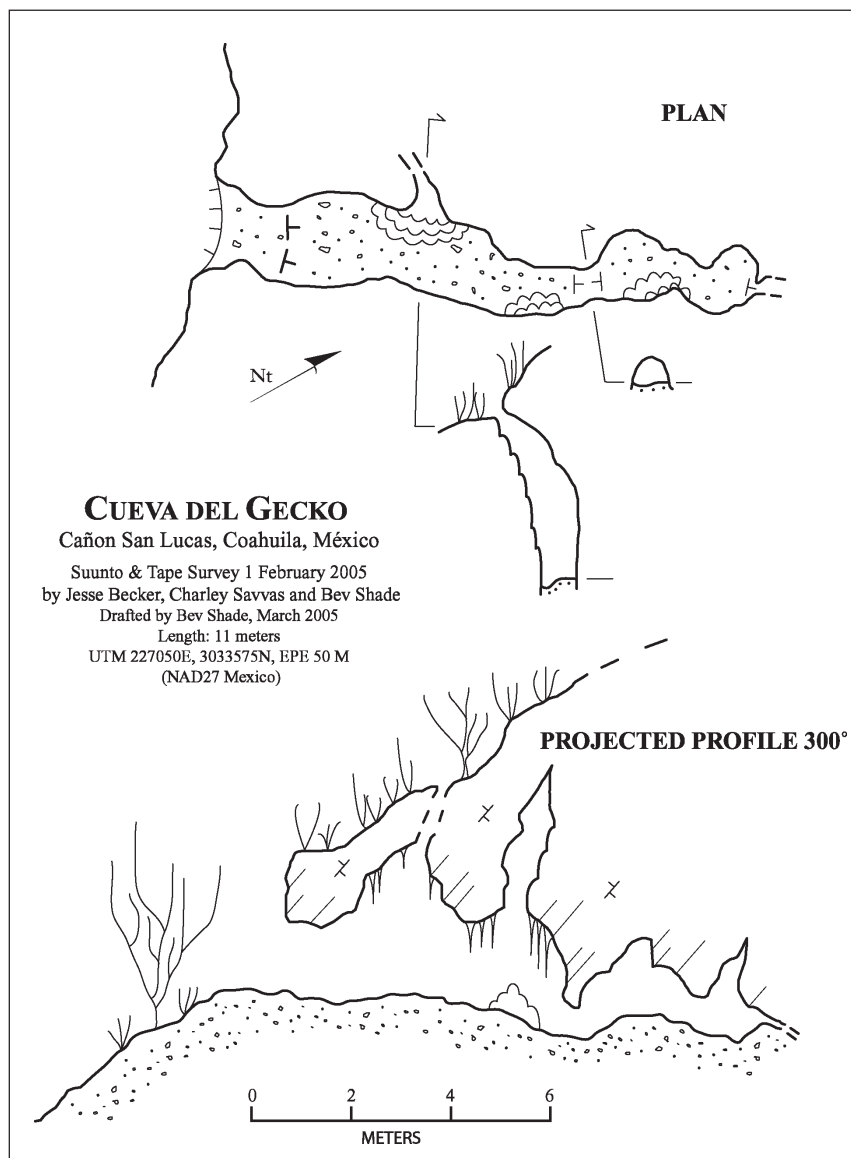 PLAN
Nt
CUEVA DEL GECKO
Cañon San Lucas, Coahuila, México
Suunto & Tape Survey 1 February 2005
by Jesse Becker, Charley Savvas and Bev Shade
Drafted by Bev Shade, March 2005
Length: 11 meters
UTM 227050E, 3033575N, EPE 50 M
(NAD27 Mexico)
PROJECTED PROFILE 300°
0 2 4 6
METERS